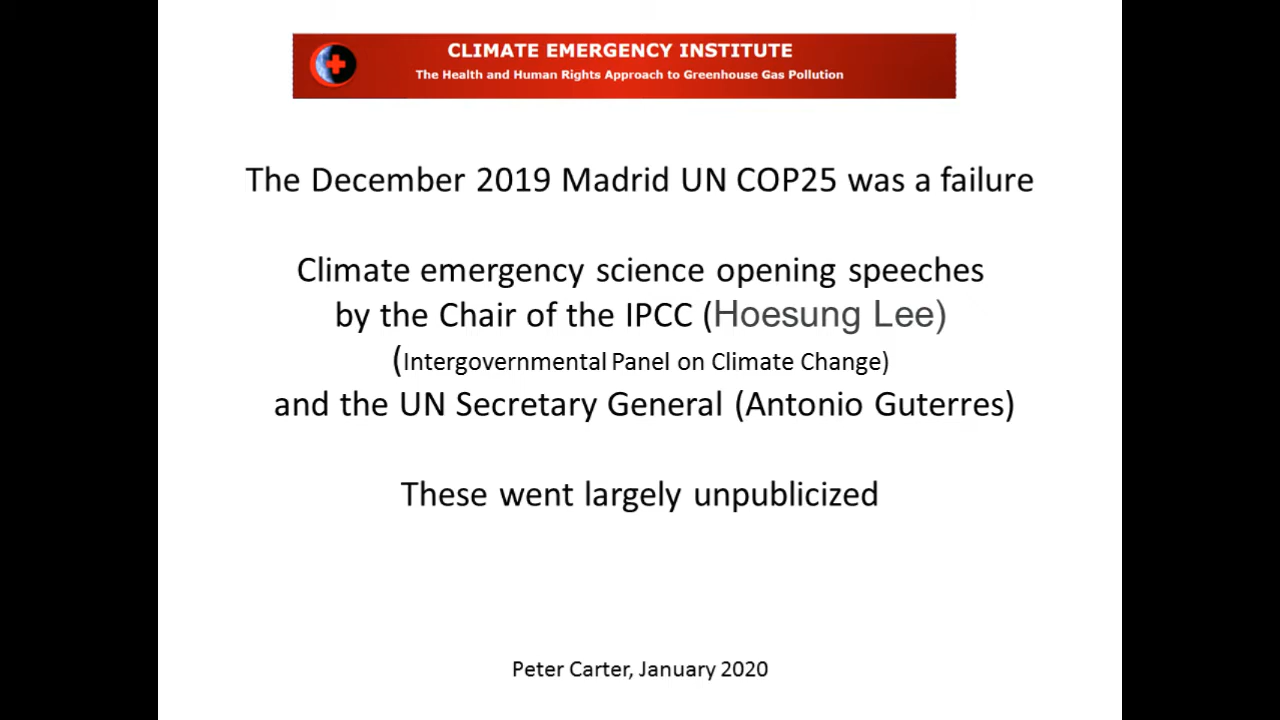 CLIMATE EMERGENCY INSTITUTE
The Health and Human Rights Approach to Greenhouse Gas Pollution
The December 2019 Madrid UN COP25 was a failure
Climate emergency science opening speeches
by the Chair of the IPCC (Hoesung Lee)
(Intergovernmental Panel on Climate Change)
and the UN Secretary General (Antonio Guterres)
These went largely unpublicized
Peter Carter, January 2020